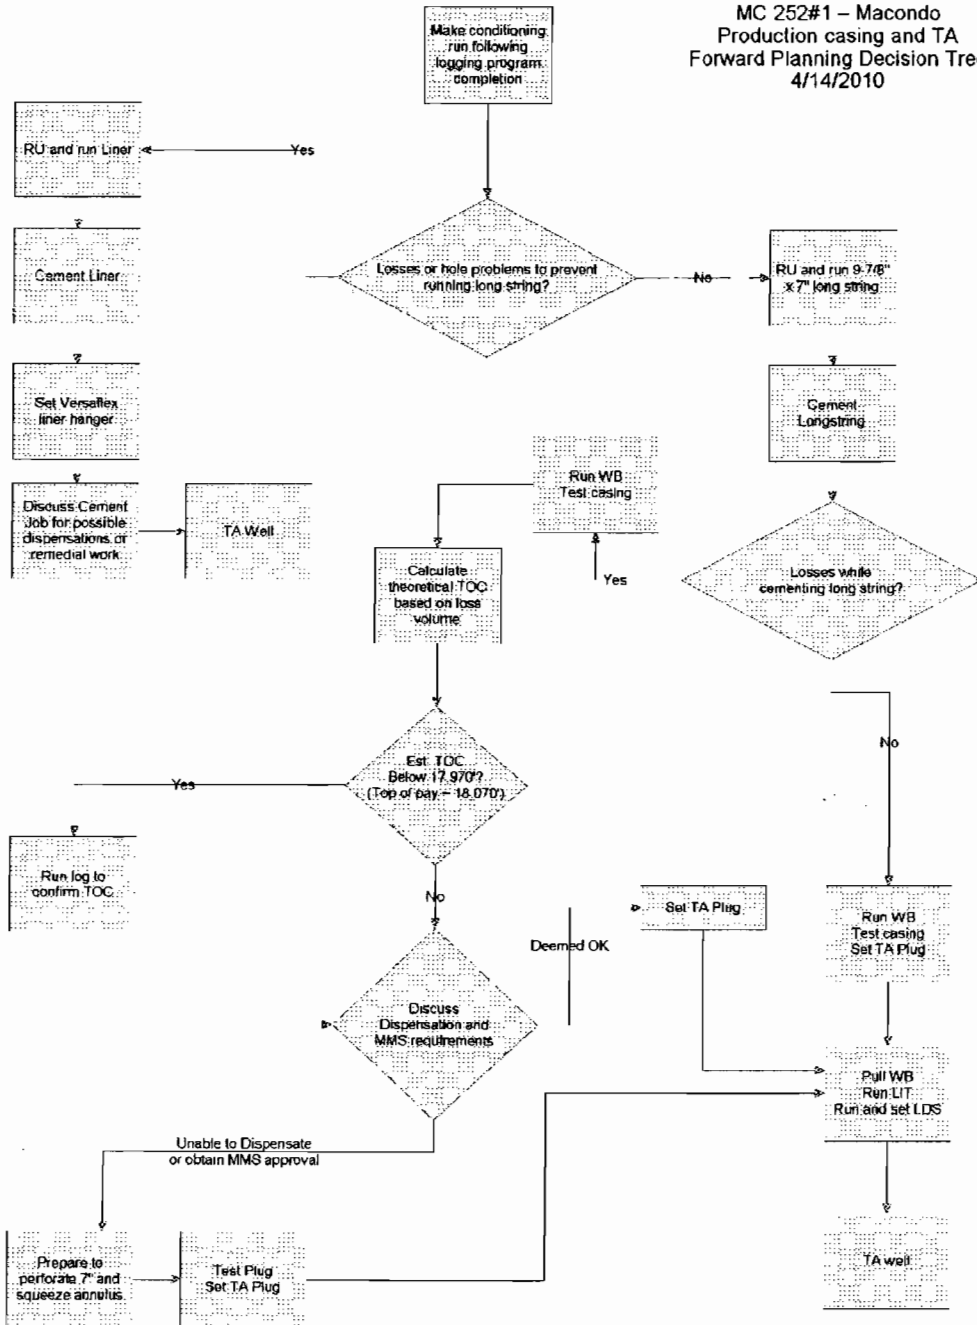 MC 252#1 – Macondo
Production casing and TA
Forward Planning Decision Tre
4/14/2010
Make conditioning
run following
logging program
completion
RU and run Liner
Yes
Cement Liner
Losses or hole problems to prevent
running long string?
No
RU and run 9-7/8"
x 7" long string
Set Versaflex
liner hanger
Cement
Longstring
Run WB
Test casing
Discuss Cement
Job for possible
dispensations or
remedial work
TA Well
Calculate
theoretical TOC
based on loss
volume
Yes
Losses while
cementing long string?
Est. TOC
Below 17,970'?
(Top of pay – 18,070')
Yes
No
Run log to
confirm TOC
No
Set TA Plug
Run WB
Test casing
Set TA Plug
Deemed OK
Discuss
Dispensation and
MMS requirements
Pull WB
Run LIT
Run and set LDS
Unable to Dispensate
or obtain MMS approval
Prepare to
perforate 7" and
squeeze annulus.
Test Plug
Set TA Plug
TA well